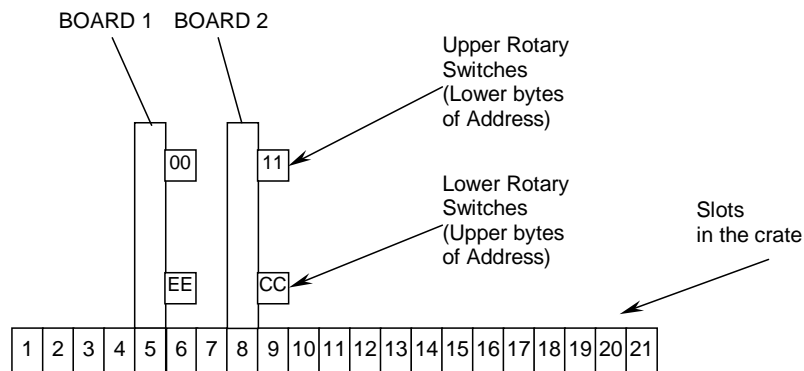 BOARD 1 BOARD 2
Upper Rotary
Switches
(Lower bytes
of Address)
00 11
Lower Rotary
Switches
(Upper bytes
of Address)
Slots
in the crate
EE CC
1 2 3 4 5 6 7 8 9 10 11 12 13 14 15 16 17 18 19 20 21